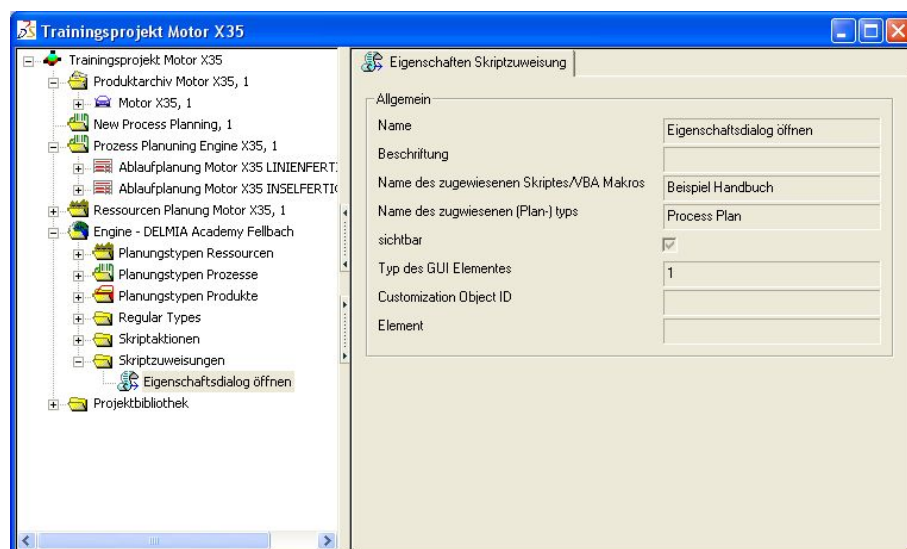 Trainingsprojekt Motor X35
Trainingsprojekt Motor X35
Produktarchiv Motor X35, 1
Motor X35, 1
New Process Planning, 1
Prozess Planuning Engine X35, 1
Ablaufplanung Motor X35 LINIENFERT
Ablaufplanung Motor X35 INSELFERTI
Ressourcen Planung Motor X35, 1
Engine - DELMIA Academy Fellbach
Planungstypen Ressourcen
Planungstypen Prozesse
Planungstypen Produkte
Regular Types
Skriptaktionen
Skriptzuweisungen
Eigenschaftsdialog öffnen
Projektbibliothek
Eigenschaften Skriptzuweisung
Allgemein
Name Eigenschaftsdialog öffnen
Beschriftung
Name des zugewiesenen Skriptes/VBA Makros Beispiel Handbuch
Name des zugwiesenen (Plan-) typs Process Plan
sichtbar
Typ des GUI Elementes 1
Customization Object ID
Element